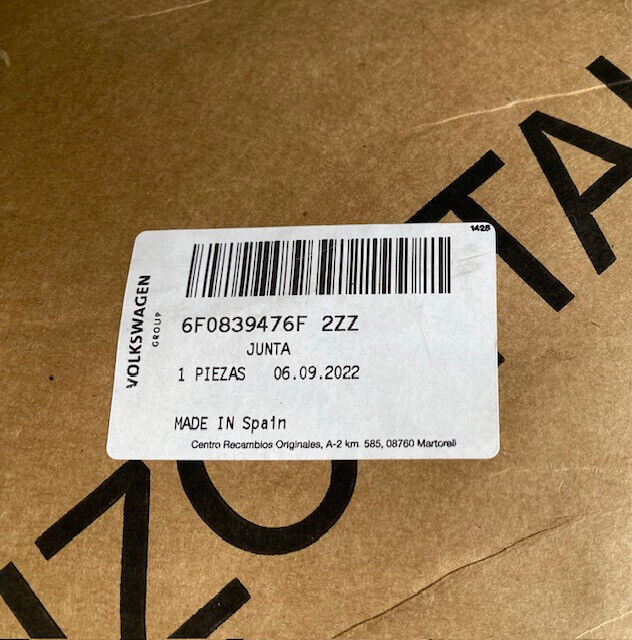 1425
VOLKSWAGEN
GROUP
6F0839476F 2ZZ
JUNTA
1 PIEZAS 06.09.2022
MADE IN Spain
Centro Recambios Originales, A-2 km. 585, 08760 Martorell
IZONTAL